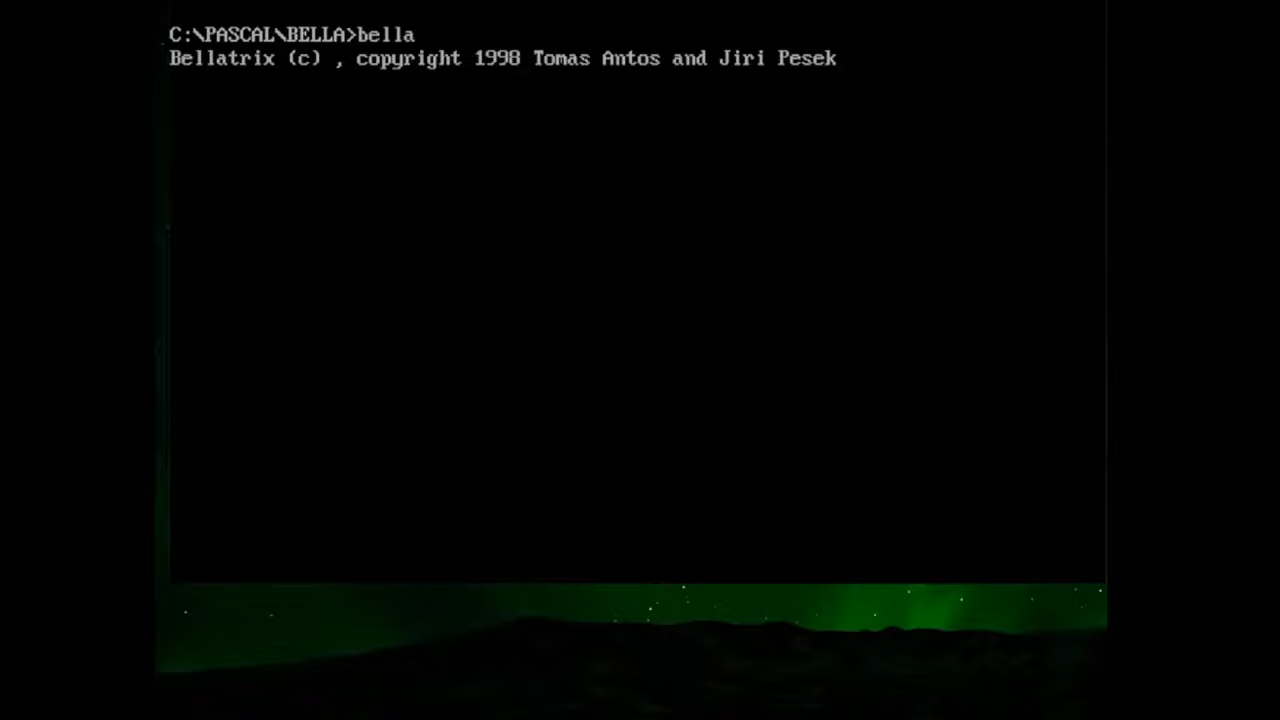 C:\PASCAL\BELLA>bella
Bellatrix (c) , copyright 1998 Tomas Antos and Jiri Pesek